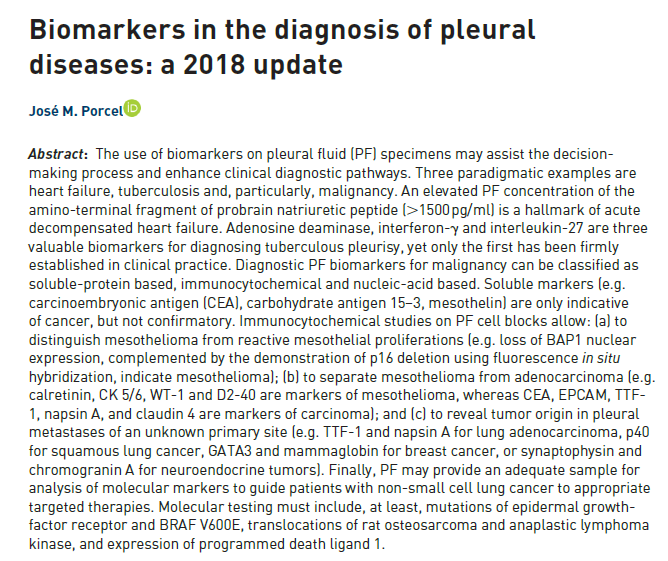 Biomarkers in the diagnosis of pleural
diseases: a 2018 update
José M. Porcel iD
Abstract: The use of biomarkers on pleural fluid (PF) specimens may assist the decision-
making process and enhance clinical diagnostic pathways. Three paradigmatic examples are
heart failure, tuberculosis and, particularly, malignancy. An elevated PF concentration of the
amino-terminal fragment of probrain natriuretic peptide (>1500 pg/ml) is a hallmark of acute
decompensated heart failure. Adenosine deaminase, interferon-γ and interleukin-27 are three
valuable biomarkers for diagnosing tuberculous pleurisy, yet only the first has been firmly
established in clinical practice. Diagnostic PF biomarkers for malignancy can be classified as
soluble-protein based, immunocytochemical and nucleic-acid based. Soluble markers (e.g.
carcinoembryonic antigen (CEA), carbohydrate antigen 15–3, mesothelin) are only indicative
of cancer, but not confirmatory. Immunocytochemical studies on PF cell blocks allow: (a) to
distinguish mesothelioma from reactive mesothelial proliferations (e.g. loss of BAP1 nuclear
expression, complemented by the demonstration of p16 deletion using fluorescence in situ
hybridization, indicate mesothelioma); (b) to separate mesothelioma from adenocarcinoma (e.g.
calretinin, CK 5/6, WT-1 and D2-40 are markers of mesothelioma, whereas CEA, EPCAM, TTF-
1, napsin A, and claudin 4 are markers of carcinoma); and (c) to reveal tumor origin in pleural
metastases of an unknown primary site (e.g. TTF-1 and napsin A for lung adenocarcinoma, p40
for squamous lung cancer, GATA3 and mammaglobin for breast cancer, or synaptophysin and
chromogranin A for neuroendocrine tumors). Finally, PF may provide an adequate sample for
analysis of molecular markers to guide patients with non-small cell lung cancer to appropriate
targeted therapies. Molecular testing must include, at least, mutations of epidermal growth-
factor receptor and BRAF V600E, translocations of rat osteosarcoma and anaplastic lymphoma
kinase, and expression of programmed death ligand 1.